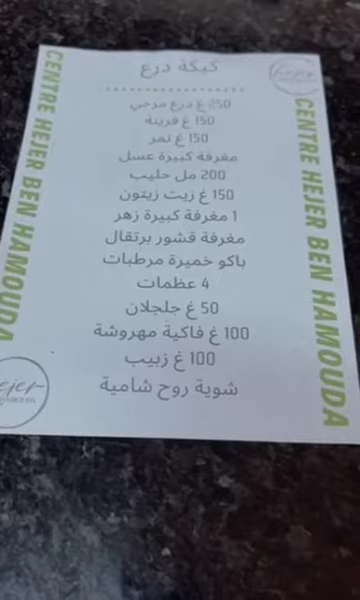 كيكة درع
250 غ درع مرحي
150 غ فرينة
150 غ تمر
مغرفة كبيرة عسل
200 مل حليب
150 غ زيت زيتون
1 مغرفة كبيرة زهر
مغرفة قشور برتقال
باكو خميرة مرطبات
4 عظمات
50 غ جلجلان
100 غ فاكية مهروشة
100 غ زبيب
شوية روح شامية
CENTRE HEJER BEN HAMOUDA
CENTRE HEJER BEN HAMOUDA
hejer
ejer